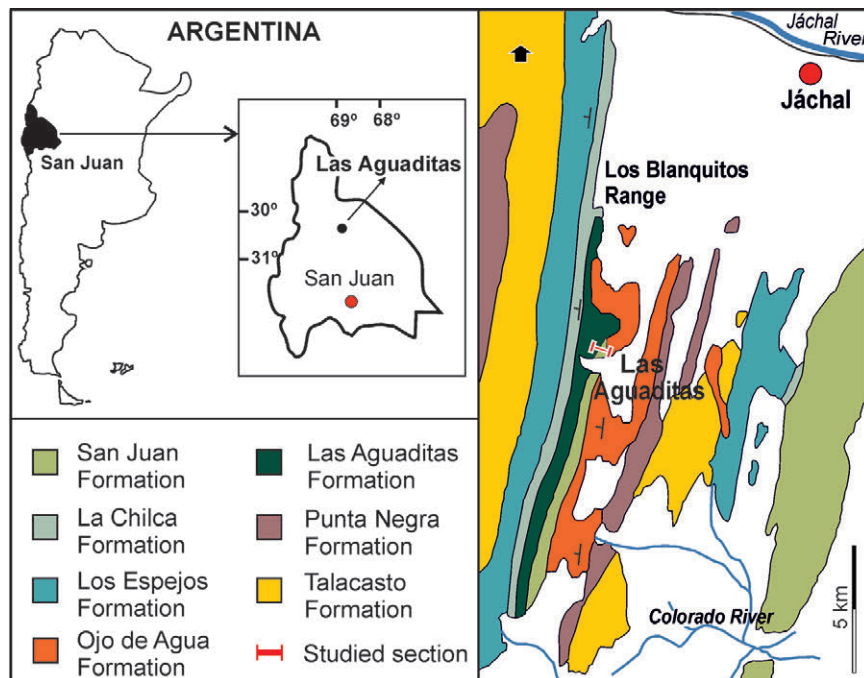 ARGENTINA
San Juan
69º 68º
Las Aguaditas
30º
31º
San Juan
Jáchal
River
Jáchal
Los Blanquitos
Range
Las
Aguaditas
Colorado River
5 km
San Juan
Formation
La Chilca
Formation
Los Espejos
Formation
Ojo de Agua
Formation
Las Aguaditas
Formation
Punta Negra
Formation
Talacasto
Formation
Studied section